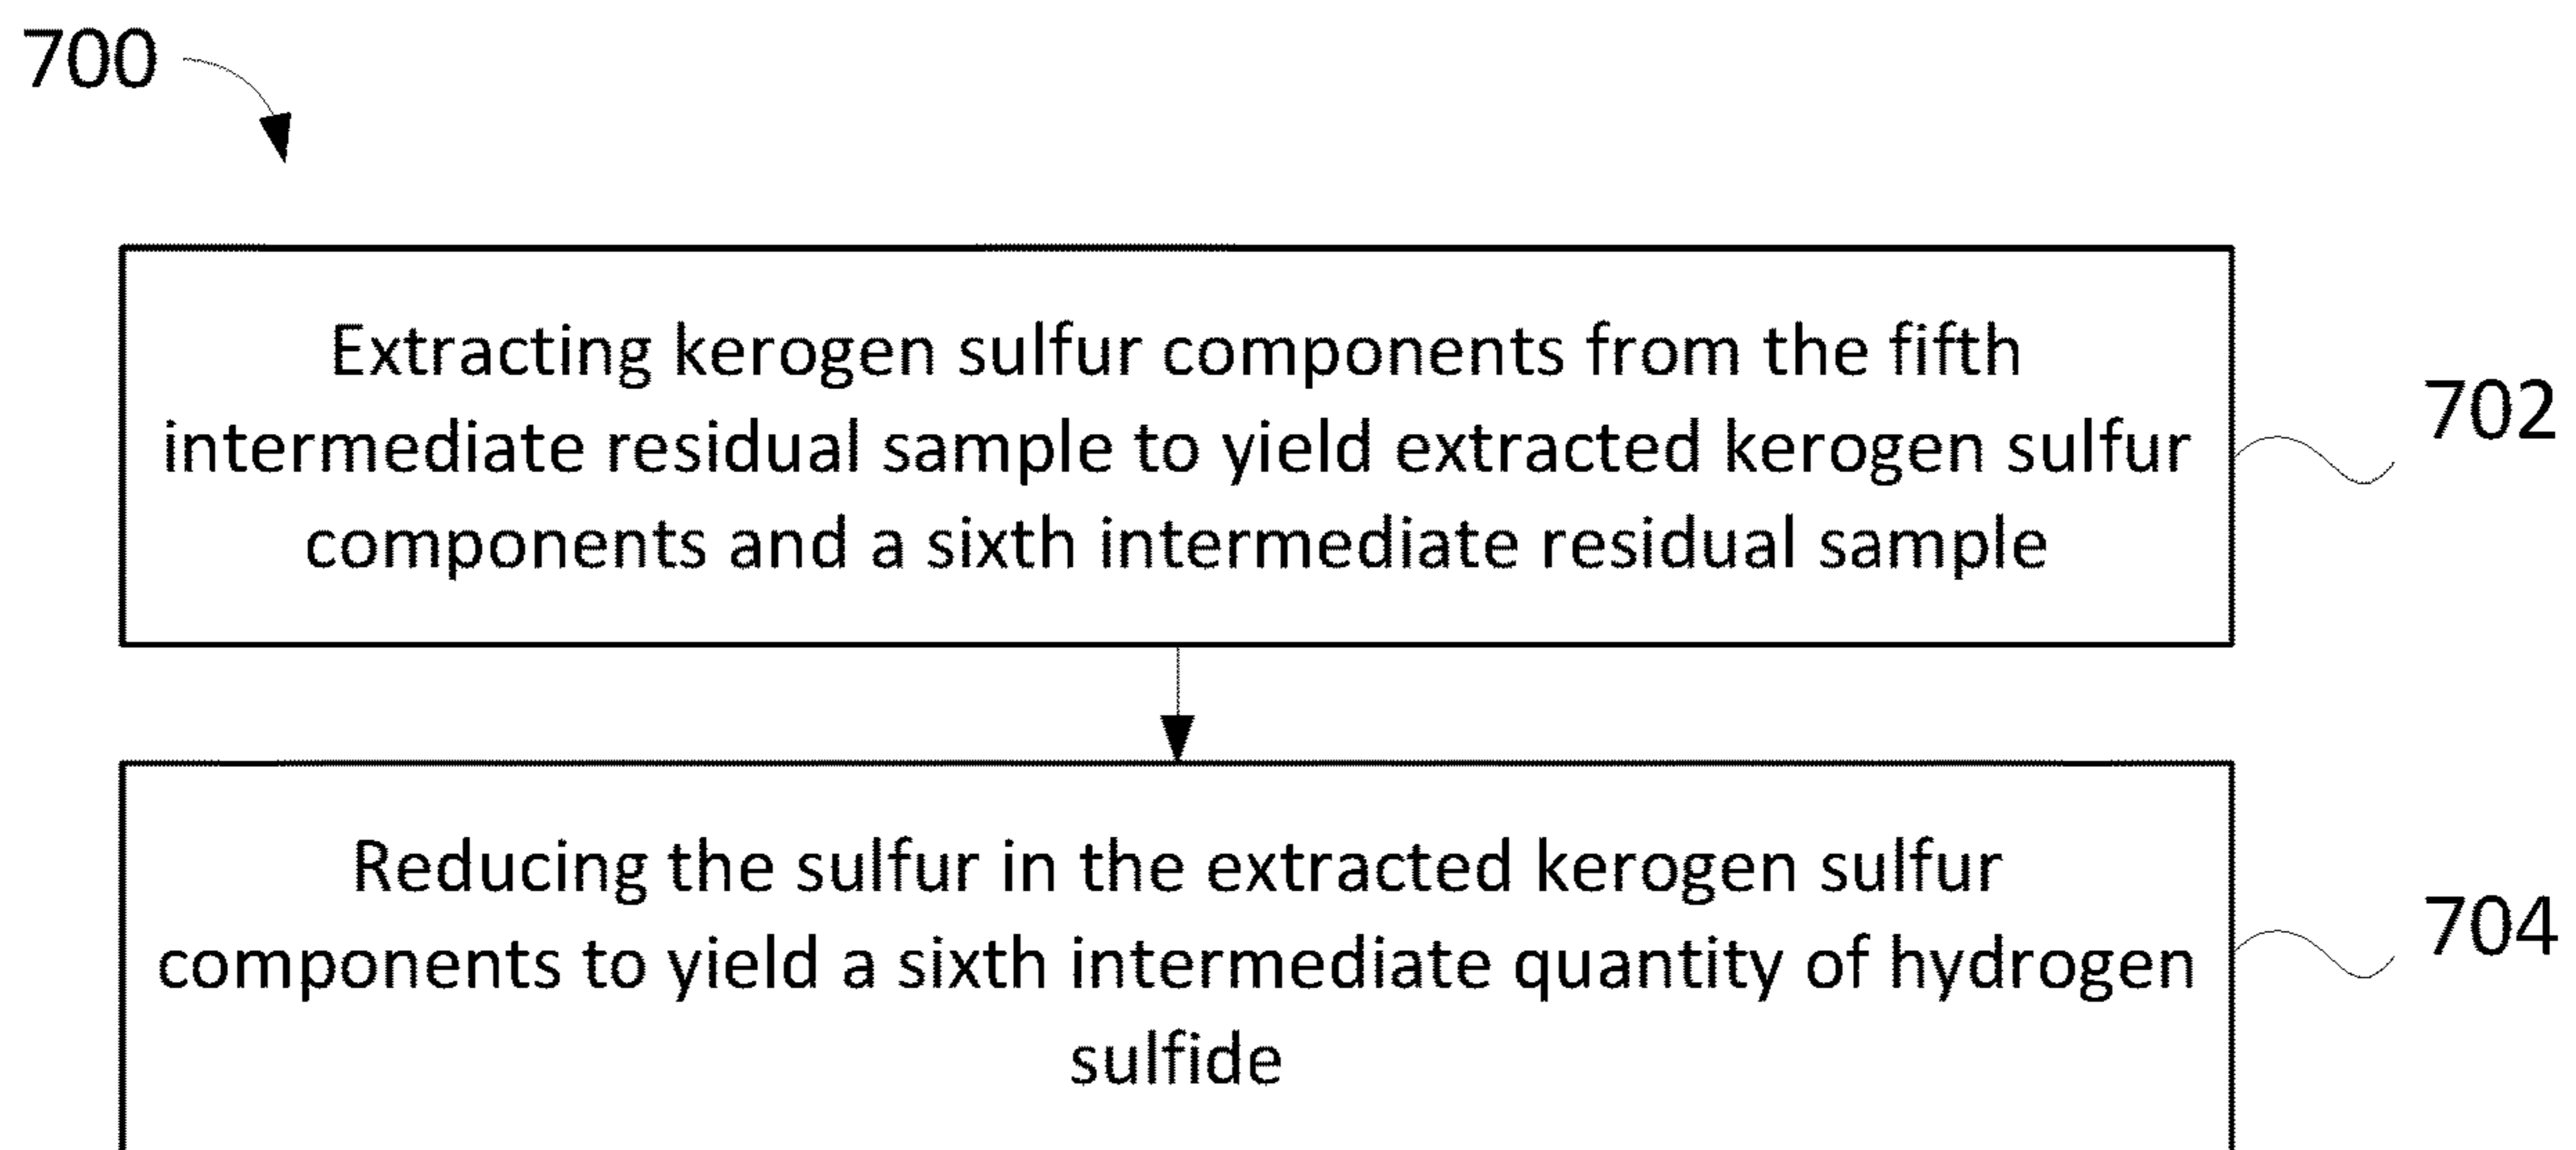 700
Extracting kerogen sulfur components from the fifth
intermediate residual sample to yield extracted kerogen sulfur
components and a sixth intermediate residual sample
702
Reducing the sulfur in the extracted kerogen sulfur
components to yield a sixth intermediate quantity of hydrogen
sulfide
704